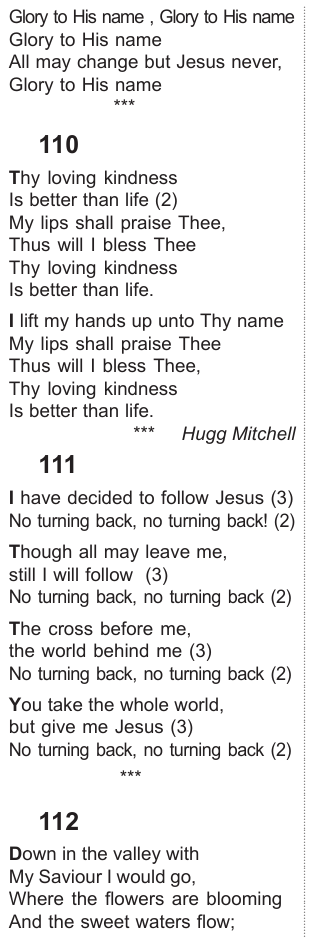 Glory to His name , Glory to His name
Glory to His name
All may change but Jesus never,
Glory to His name
***
110
Thy loving kindness
Is better than life (2)
My lips shall praise Thee,
Thus will I bless Thee
Thy loving kindness
Is better than life.
I lift my hands up unto Thy name
My lips shall praise Thee
Thus will I bless Thee,
Thy loving kindness
Is better than life.
*** Hugg Mitchell
111
I have decided to follow Jesus (3)
No turning back, no turning back! (2)
Though all may leave me,
still I will follow (3)
No turning back, no turning back (2)
The cross before me,
the world behind me (3)
No turning back, no turning back (2)
You take the whole world,
but give me Jesus (3)
No turning back, no turning back (2)
***
112
Down in the valley with
My Saviour I would go,
Where the flowers are blooming
And the sweet waters flow;